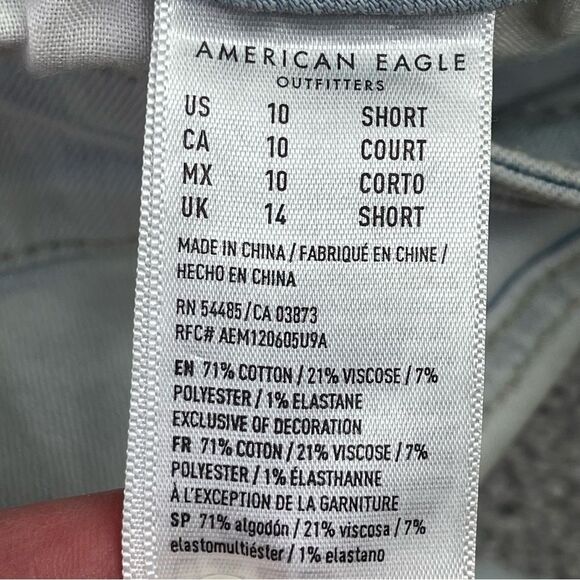 AMERICAN EAGLE
OUTFITTERS
US 10 SHORT
CA 10 COURT
MX 10 CORTO
UK 14 SHORT
MADE IN CHINA / FABRIQUÉ EN CHINE /
HECHO EN CHINA
RN 54485 / CA 03873
RFC# AEM120605U9A
EN 71% COTTON / 21% VISCOSE / 7%
POLYESTER / 1% ELASTANE
EXCLUSIVE OF DECORATION
FR 71% COTON / 21% VISCOSE / 7%
POLYESTER / 1% ÉLASTHANNE
À L'EXCEPTION DE LA GARNITURE
SP 71% algodón / 21% viscosa / 7%
elastomultiéster / 1% elastano